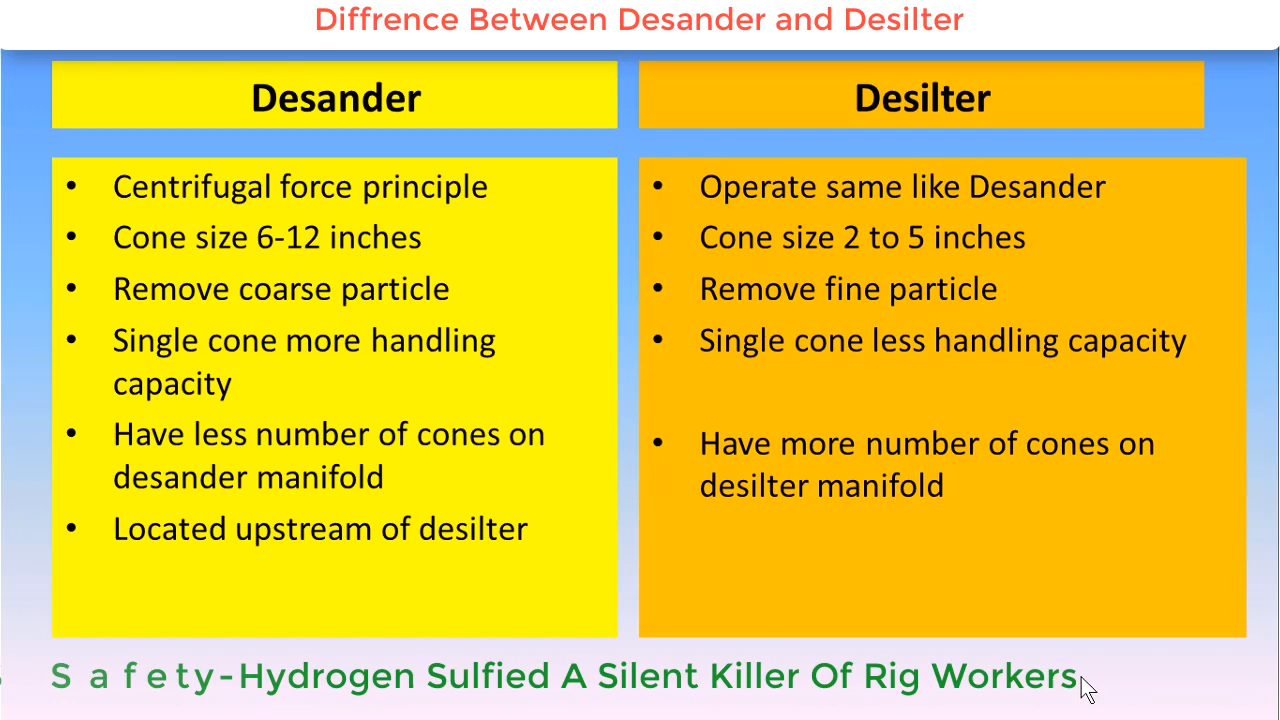 Diffrence Between Desander and Desilter
Desander
• Centrifugal force principle
• Cone size 6-12 inches
• Remove coarse particle
• Single cone more handling
capacity
• Have less number of cones on
desander manifold
• Located upstream of desilter
Desilter
• Operate same like Desander
• Cone size 2 to 5 inches
• Remove fine particle
• Single cone less handling capacity
• Have more number of cones on
desilter manifold
Safety-Hydrogen Sulfied A Silent Killer Of Rig Workers